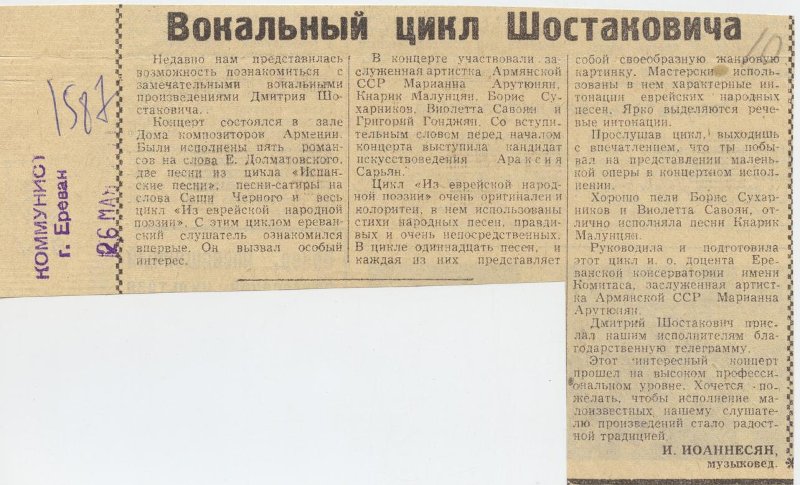 Вокальный цикл Шостаковича
Недавно нам представилась
возможность познакомиться с
замечательными вокальными
произведениями Дмитрия Шо-
стаковича.
Концерт состоялся в зале
Дома композиторов Армении.
Были исполнены пять роман-
сов на слова Е. Долматовского,
две песни из цикла «Испан-
ские песни», песни-сатиры на
слова Саши Черного и весь
цикл «Из еврейской народной
поэзии». С этим циклом ереван-
ский слушатель ознакомился
впервые. Он вызвал особый
интерес.
В концерте участвовали за-
служенная артистка Армянской
ССР Марианна Арутюнян,
Кнарик Малунцян, Борис Су-
харников, Виолетта Савоян и
Григорий Гонджян. Со вступи-
тельным словом перед началом
концерта выступила кандидат
искусствоведения Араксия
Сарьян.
Цикл «Из еврейской народ-
ной поэзии» очень оригинален и
колоритен, в нем использованы
стихи народных песен, правди-
вых и очень непосредственных.
В цикле одиннадцать песен, и
каждая из них представляет
собой своеобразную жанровую
картинку. Мастерски исполь-
зованы в нем характерные ин-
тонации еврейских народных
песен. Ярко выделяются рече-
вые интонации.
Прослушав цикл, выходишь
с впечатлением, что ты побы-
вал на представлении малень-
кой оперы в концертном испол-
нении.
Хорошо пели Борис Сухар-
ников и Виолетта Савоян, от-
лично исполняла песни Кнарик
Малунцян.
Руководила и подготовила
этот цикл и. о. доцента Ере-
ванской консерватории имени
Комитаса, заслуженная артист-
ка Армянской ССР Марианна
Арутюнян.
Дмитрий Шостакович прис-
лал нашим исполнителям бла-
годарственную телеграмму.
Этот интересный концерт
прошел на высоком професси-
ональном уровне. Хочется по-
желать, чтобы исполнение ма-
лоизвестных нашему слушате-
лю произведений стало радост-
ной традицией.
И. ИОАННЕСЯН,
музыковед.
КОММУНИСТ
г. Ереван
26 МАЯ
1587
10